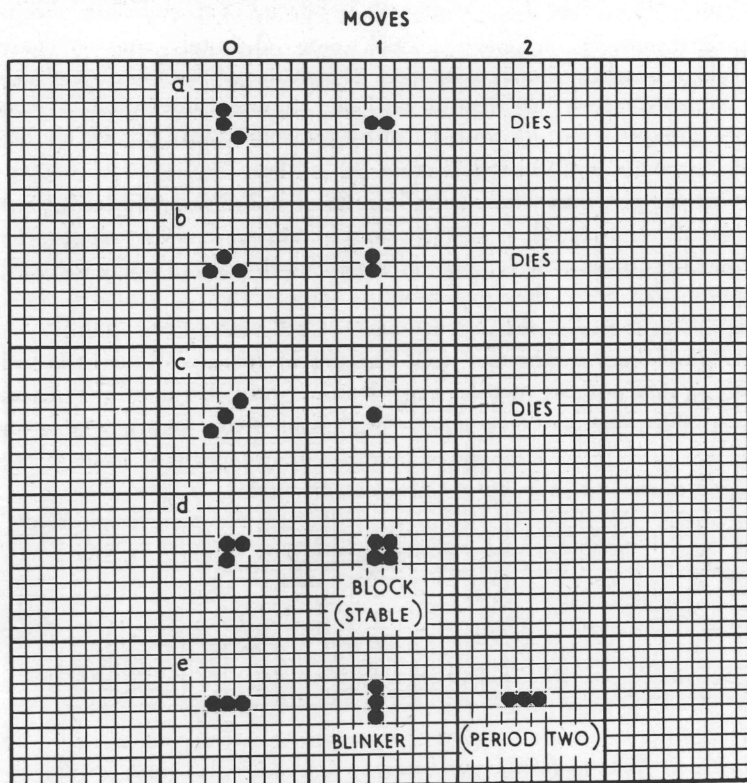 MOVES
0 1 2
a
DIES
b
DIES
c
DIES
d
BLOCK
(STABLE)
e
BLINKER (PERIOD TWO)